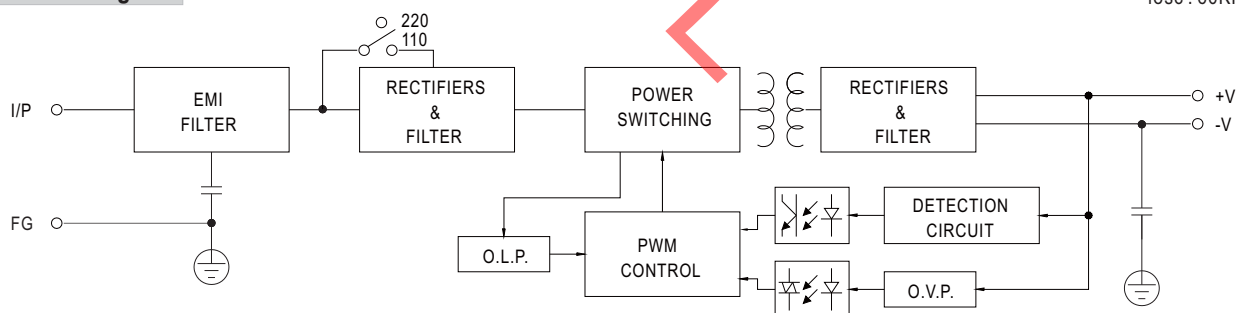 220
110
I/P
EMI
FILTER
RECTIFIERS
&
FILTER
POWER
SWITCHING
RECTIFIERS
&
FILTER
+V
-V
FG
O.L.P.
PWM
CONTROL
DETECTION
CIRCUIT
O.V.P.